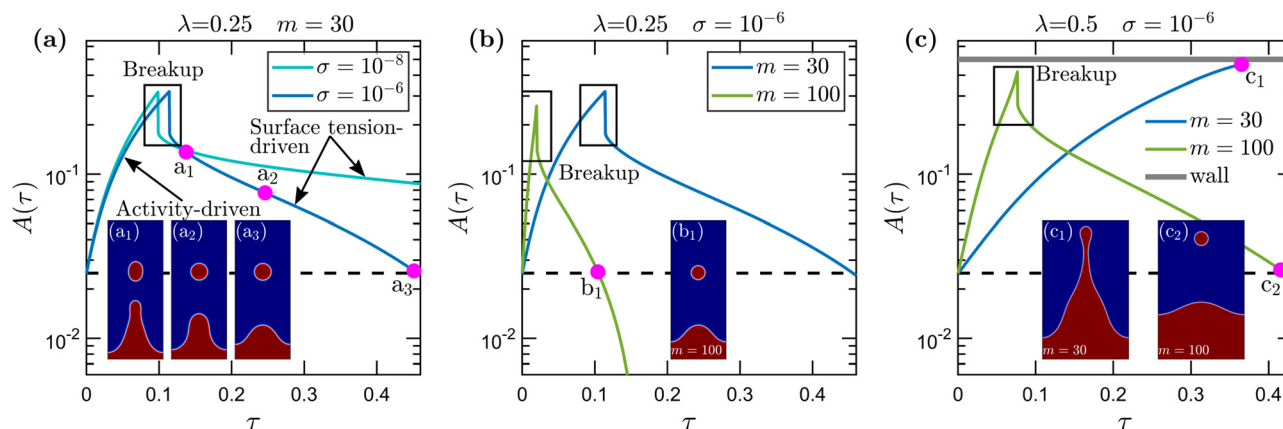 (a) λ=0.25 m = 30
Breakup
σ = 10⁻⁸
σ = 10⁻⁶
Surface tension-
driven
a₁
a₂
Activity-driven
(a₁) (a₂) (a₃)
a₃
A(τ)
10⁻¹
10⁻²
0 0.1 0.2 0.3 0.4
τ
(b) λ=0.25 σ = 10⁻⁶
m = 30
m = 100
Breakup
(b₁)
b₁
m = 100
A(τ)
10⁻¹
10⁻²
0 0.1 0.2 0.3 0.4
τ
(c) λ=0.5 σ = 10⁻⁶
Breakup
c₁
m = 30
m = 100
wall
(c₁) (c₂)
c₂
m = 30 m = 100
A(τ)
10⁻¹
10⁻²
0 0.1 0.2 0.3 0.4
τ